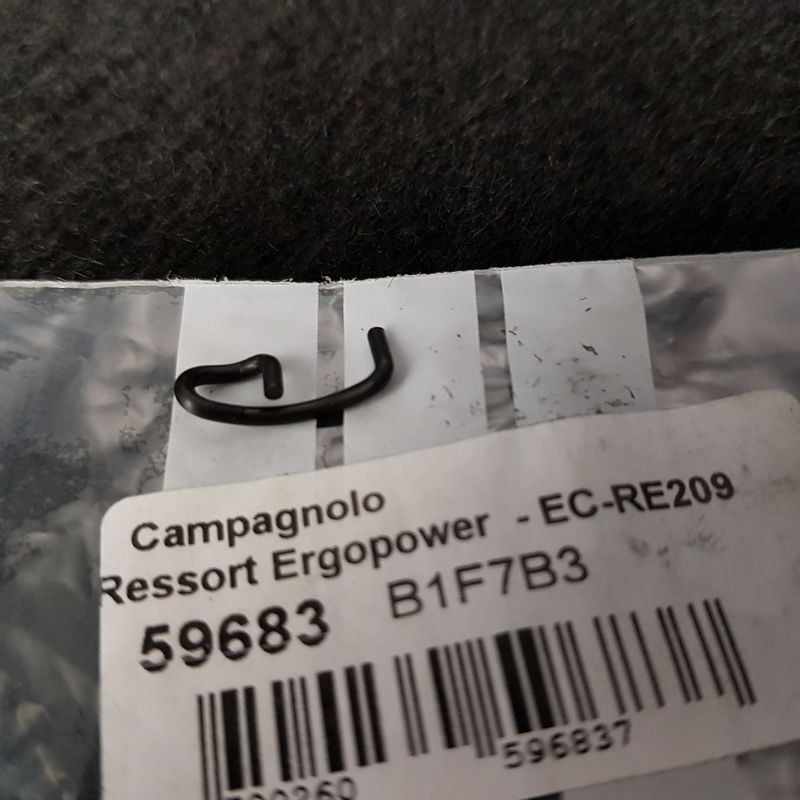 Campagnolo
Ressort Ergopower - EC-RE209
59683 B1F7B3
596837